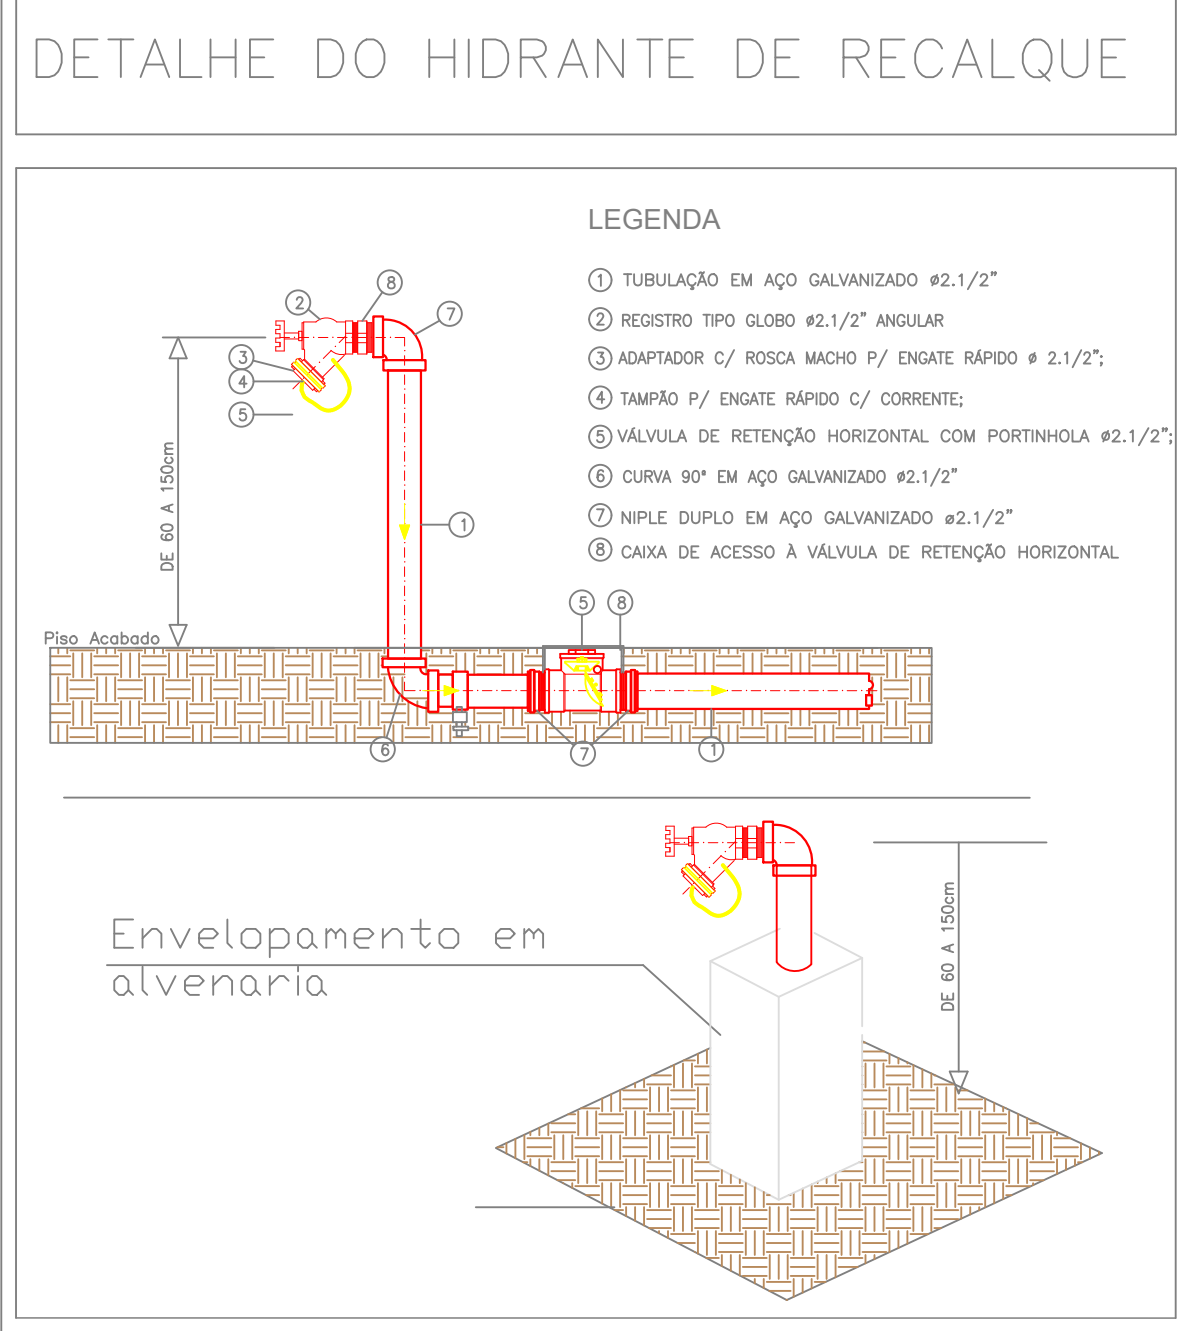 DETALHE DO HIDRANTE DE RECALQUE
LEGENDA
1 TUBULAÇÃO EM AÇO GALVANIZADO ø2.1/2”
2 REGISTRO TIPO GLOBO ø2.1/2” ANGULAR
3 ADAPTADOR C/ ROSCA MACHO P/ ENGATE RÁPIDO ø 2.1/2”;
4 TAMPÃO P/ ENGATE RÁPIDO C/ CORRENTE;
5 VÁLVULA DE RETENÇÃO HORIZONTAL COM PORTINHOLA ø2.1/2”;
6 CURVA 90° EM AÇO GALVANIZADO ø2.1/2”
7 NIPLE DUPLO EM AÇO GALVANIZADO ø2.1/2”
8 CAIXA DE ACESSO À VÁLVULA DE RETENÇÃO HORIZONTAL
8
2
7
3
4
5
DE 60 A 150cm
1
5
8
Piso Acabado
6
7
1
Envelopamento em
alvenaria
DE 60 A 150cm